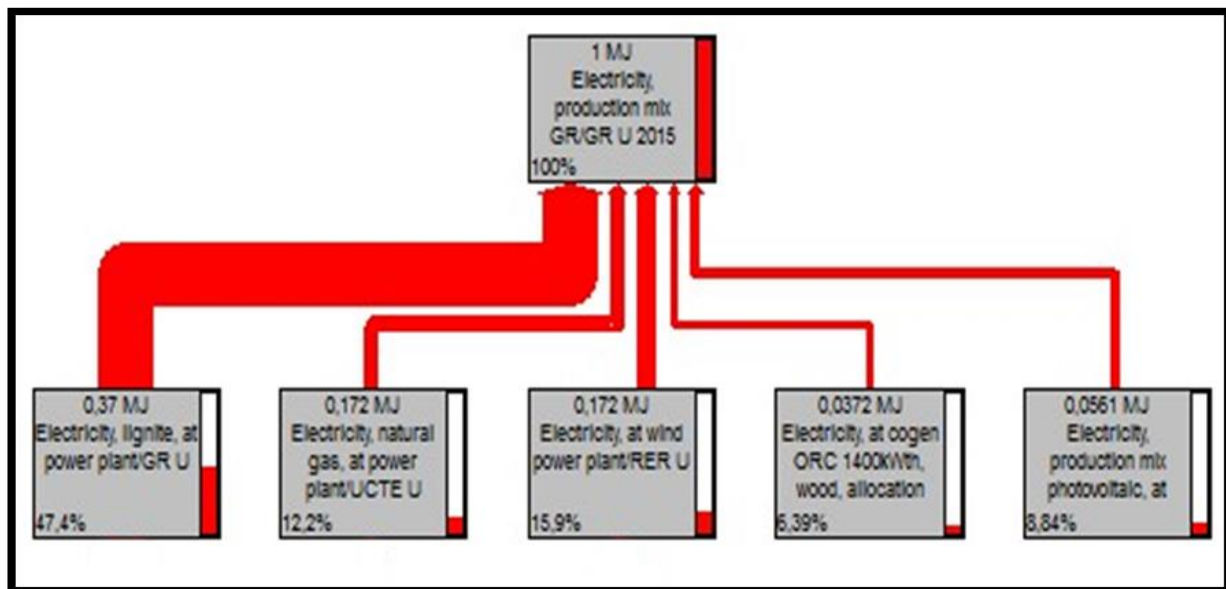 1 MJ
Electricity,
production mix
GR/GR U 2015
100%
0,37 MJ
Electricity, lignite, at
power plant/GR U
47,4%
0,172 MJ
Electricity, natural
gas, at power
plant/UCTE U
12,2%
0,172 MJ
Electricity, at wind
power plant/RER U
15,9%
0,0372 MJ
Electricity, at cogen
ORC 1400kWth,
wood, allocation
6,39%
0,0561 MJ
Electricity,
production mix
photovoltaic, at
8,84%